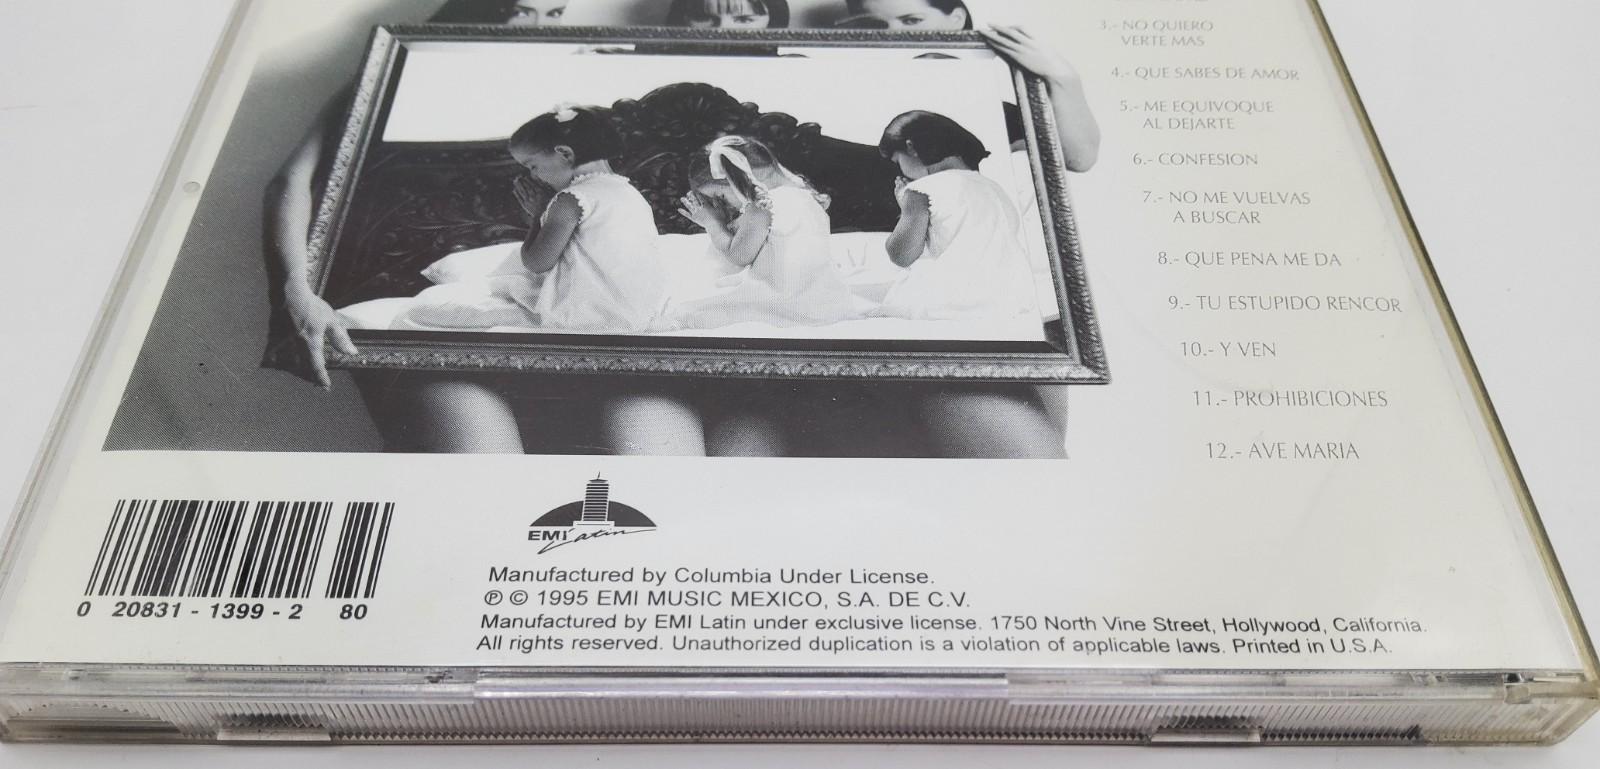 3.- NO QUIERO
VERTE MAS
4.- QUE SABES DE AMOR
5.- ME EQUIVOQUE
AL DEJARTE
6.- CONFESION
7.- NO ME VUELVAS
A BUSCAR
8.- QUE PENA ME DA
9.- TU ESTUPIDO RENCOR
10.- Y VEN
11.- PROHIBICIONES
12.- AVE MARIA
EMI Latin
0 20831 - 1399 - 2 80
Manufactured by Columbia Under License.
℗ © 1995 EMI MUSIC MEXICO, S.A. DE C.V.
Manufactured by EMI Latin under exclusive license. 1750 North Vine Street, Hollywood, California.
All rights reserved. Unauthorized duplication is a violation of applicable laws. Printed in U.S.A.